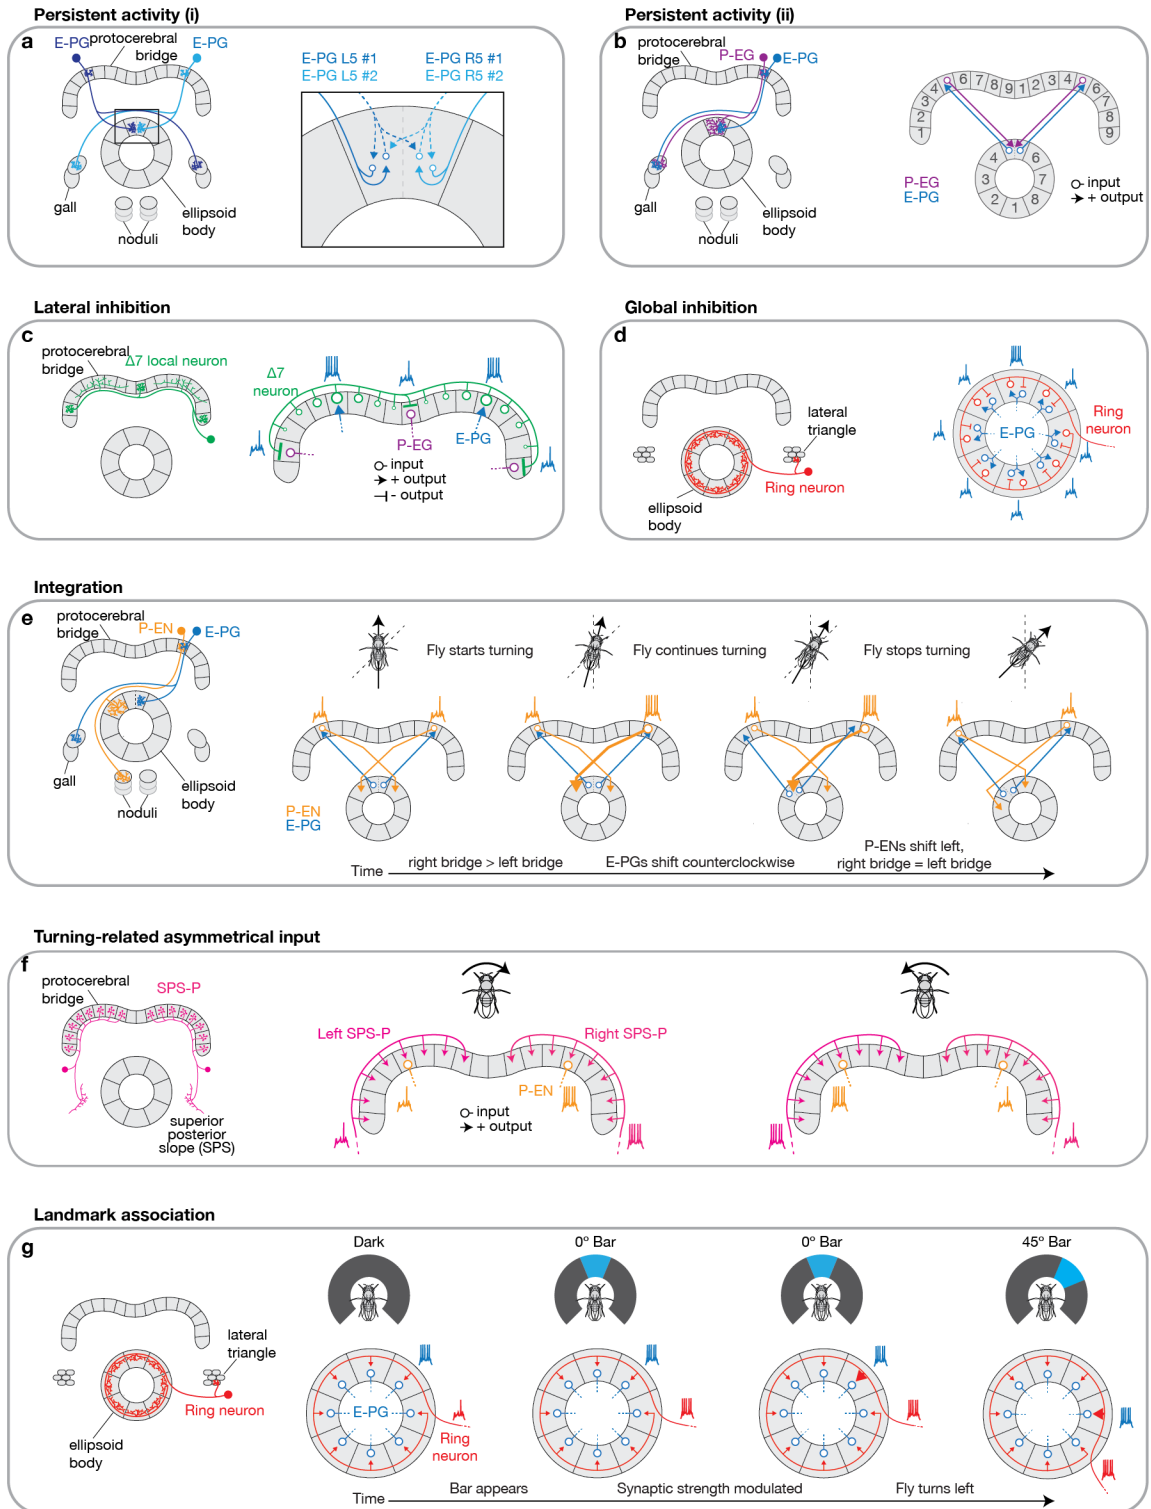 Persistent activity (i)
a
E-PG
protocerebral
bridge
E-PG
gall
noduli
ellipsoid
body
E-PG L5 #1
E-PG L5 #2
E-PG R5 #1
E-PG R5 #2
Persistent activity (ii)
b
protocerebral
bridge
P-EG
E-PG
gall
noduli
ellipsoid
body
1 2 3 4 6 7 8 9 1 2 3 4 6 7 8 9
4 6
3 7
2 1 8
P-EG
E-PG
input
+ output
Lateral inhibition
c
protocerebral
bridge
Δ7 local neuron
Δ7
neuron
P-EG
E-PG
input
+ output
- output
Global inhibition
d
lateral
triangle
Ring neuron
ellipsoid
body
E-PG
Ring
neuron
Integration
e
protocerebral
bridge
P-EN
E-PG
gall
noduli
ellipsoid
body
Fly starts turning
Fly continues turning
Fly stops turning
P-EN
E-PG
Time
right bridge > left bridge
E-PGs shift counterclockwise
P-ENs shift left,
right bridge = left bridge
Turning-related asymmetrical input
f
protocerebral
bridge
SPS-P
superior
posterior
slope (SPS)
Left SPS-P
Right SPS-P
P-EN
input
+ output
Landmark association
g
Dark
0º Bar
0º Bar
45º Bar
lateral
triangle
Ring neuron
ellipsoid
body
E-PG
Ring
neuron
Time
Bar appears
Synaptic strength modulated
Fly turns left